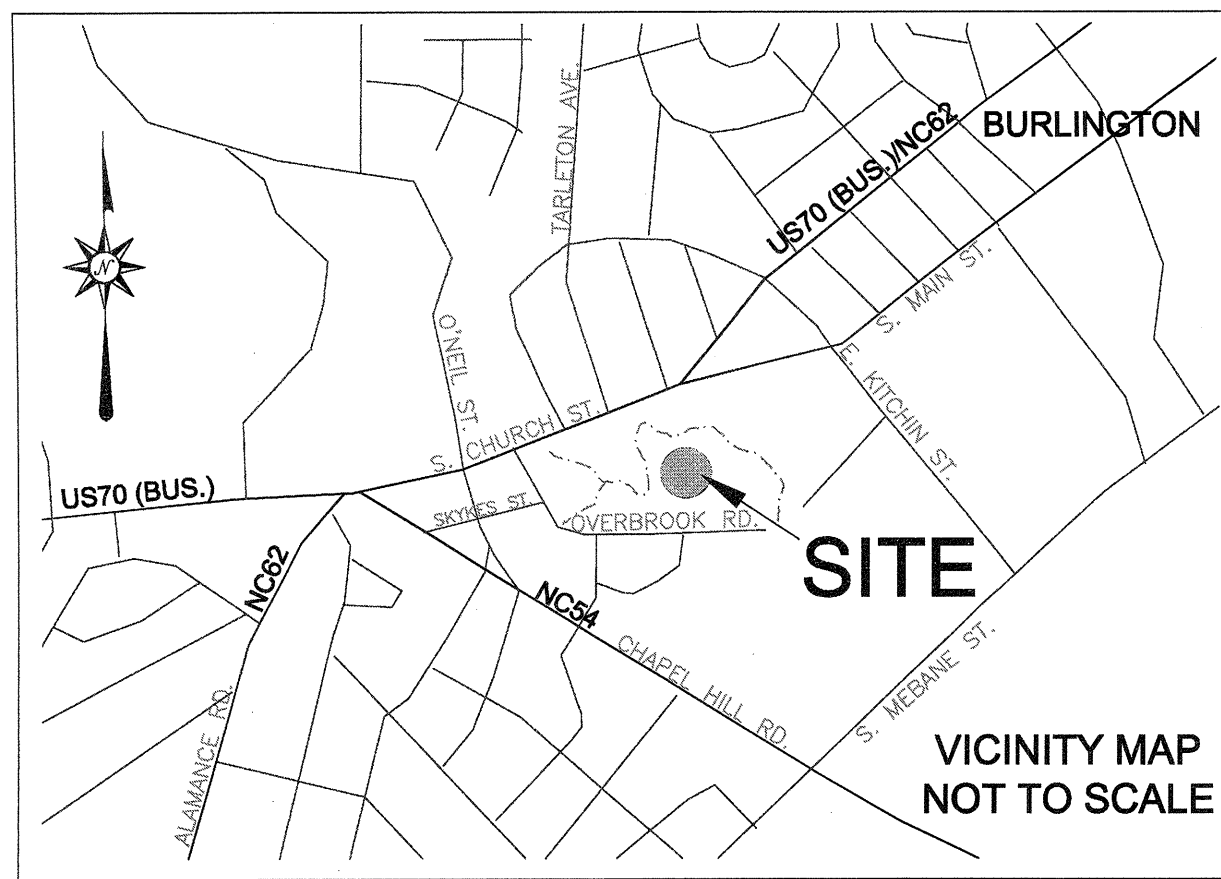 BURLINGTON
US70 (BUS.)/NC62
TARLETON AVE.
N
S. MAIN ST.
O'NEIL ST.
E. KITCHIN ST.
S. CHURCH ST.
US70 (BUS.)
SKYKES ST.
OVERBROOK RD.
SITE
NC62
NC54
CHAPEL HILL RD.
S. MEBANE ST.
ALAMANCE RD.
VICINITY MAP
NOT TO SCALE